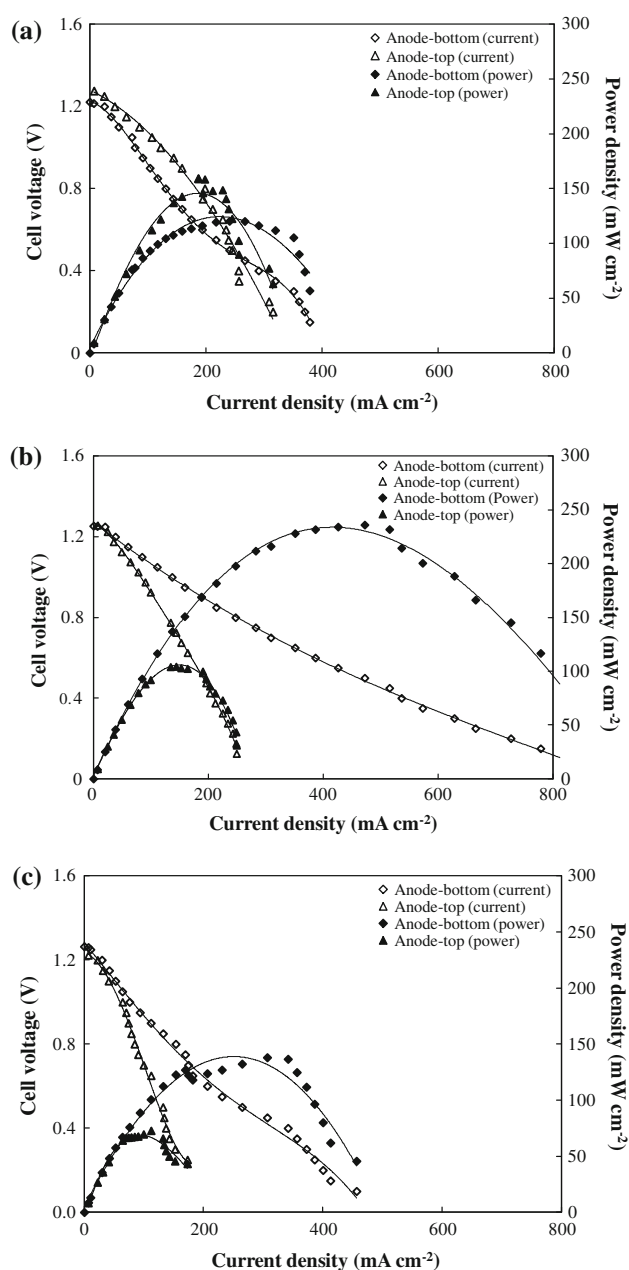 (a)
1.6
1.2
0.8
0.4
0
Cell voltage (V)
Anode-bottom (current)
Anode-top (current)
Anode-bottom (power)
Anode-top (power)
300
250
200
150
100
50
0
Power density (mW cm-2)
0 200 400 600 800
Current density (mA cm-2)
(b)
1.6
1.2
0.8
0.4
0
Cell voltage (V)
Anode-bottom (current)
Anode-top (current)
Anode-bottom (Power)
Anode-top (power)
300
250
200
150
100
50
0
Power density (mW cm-2)
0 200 400 600 800
Current density (mA cm-2)
(c)
1.6
1.2
0.8
0.4
0.0
Cell voltage (V)
Anode-bottom (current)
Anode-top (current)
Anode-bottom (power)
Anode-top (power)
300
250
200
150
100
50
0
Power density (mW cm-2)
0 200 400 600 800
Current density (mA cm-2)